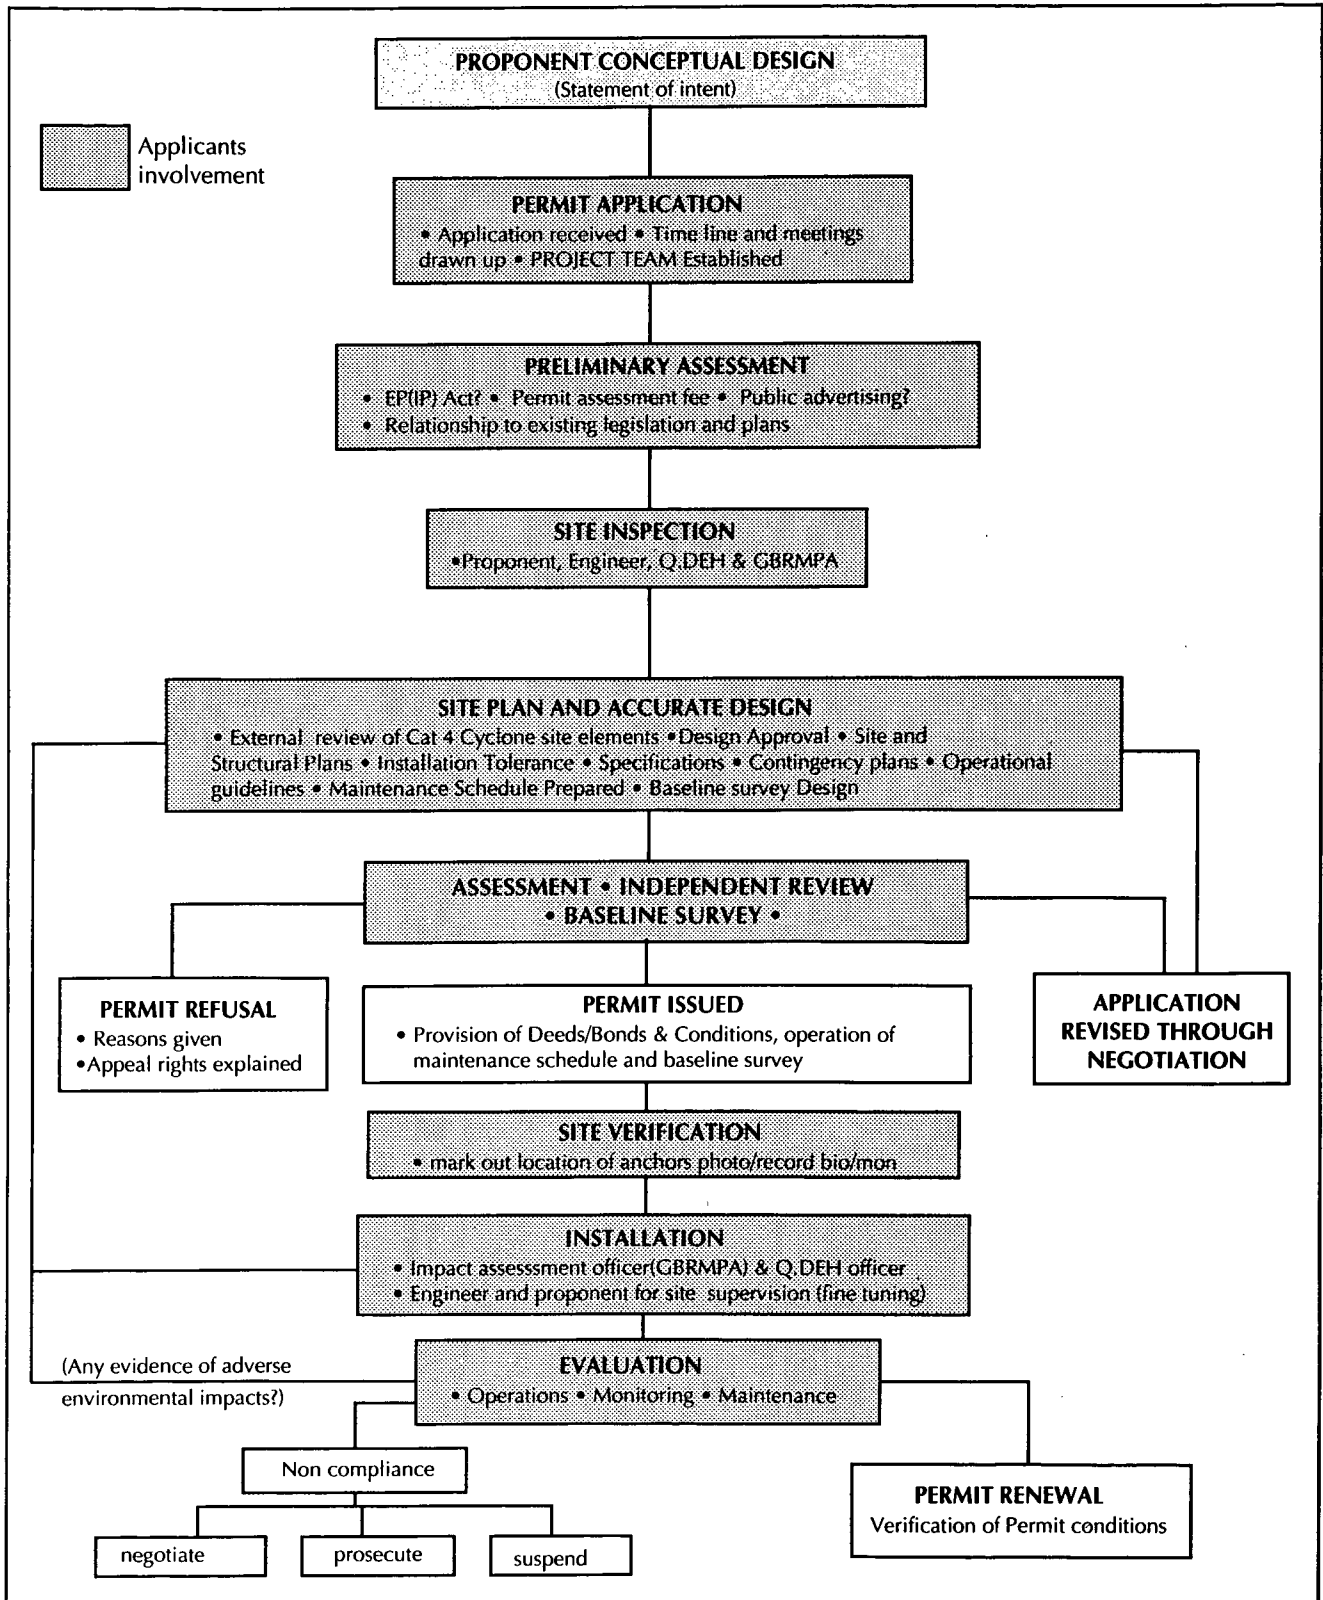 PROPONENT CONCEPTUAL DESIGN
(Statement of intent)
Applicants
involvement
PERMIT APPLICATION
• Application received • Time line and meetings
drawn up • PROJECT TEAM Established
PRELIMINARY ASSESSMENT
• EP(IP) Act? • Permit assessment fee • Public advertising?
• Relationship to existing legislation and plans
SITE INSPECTION
•Proponent, Engineer, Q.DEH & GBRMPA
SITE PLAN AND ACCURATE DESIGN
• External review of Cat 4 Cyclone site elements •Design Approval • Site and
Structural Plans • Installation Tolerance • Specifications • Contingency plans • Operational
guidelines • Maintenance Schedule Prepared • Baseline survey Design
ASSESSMENT • INDEPENDENT REVIEW
• BASELINE SURVEY •
PERMIT REFUSAL
• Reasons given
•Appeal rights explained
PERMIT ISSUED
• Provision of Deeds/Bonds & Conditions, operation of
maintenance schedule and baseline survey
APPLICATION
REVISED THROUGH
NEGOTIATION
SITE VERIFICATION
• mark out location of anchors photo/record bio/mon
INSTALLATION
• Impact assesssment officer(GBRMPA) & Q.DEH officer
• Engineer and proponent for site supervision (fine tuning)
(Any evidence of adverse
environmental impacts?)
EVALUATION
• Operations • Monitoring • Maintenance
Non compliance
negotiate
prosecute
suspend
PERMIT RENEWAL
Verification of Permit conditions